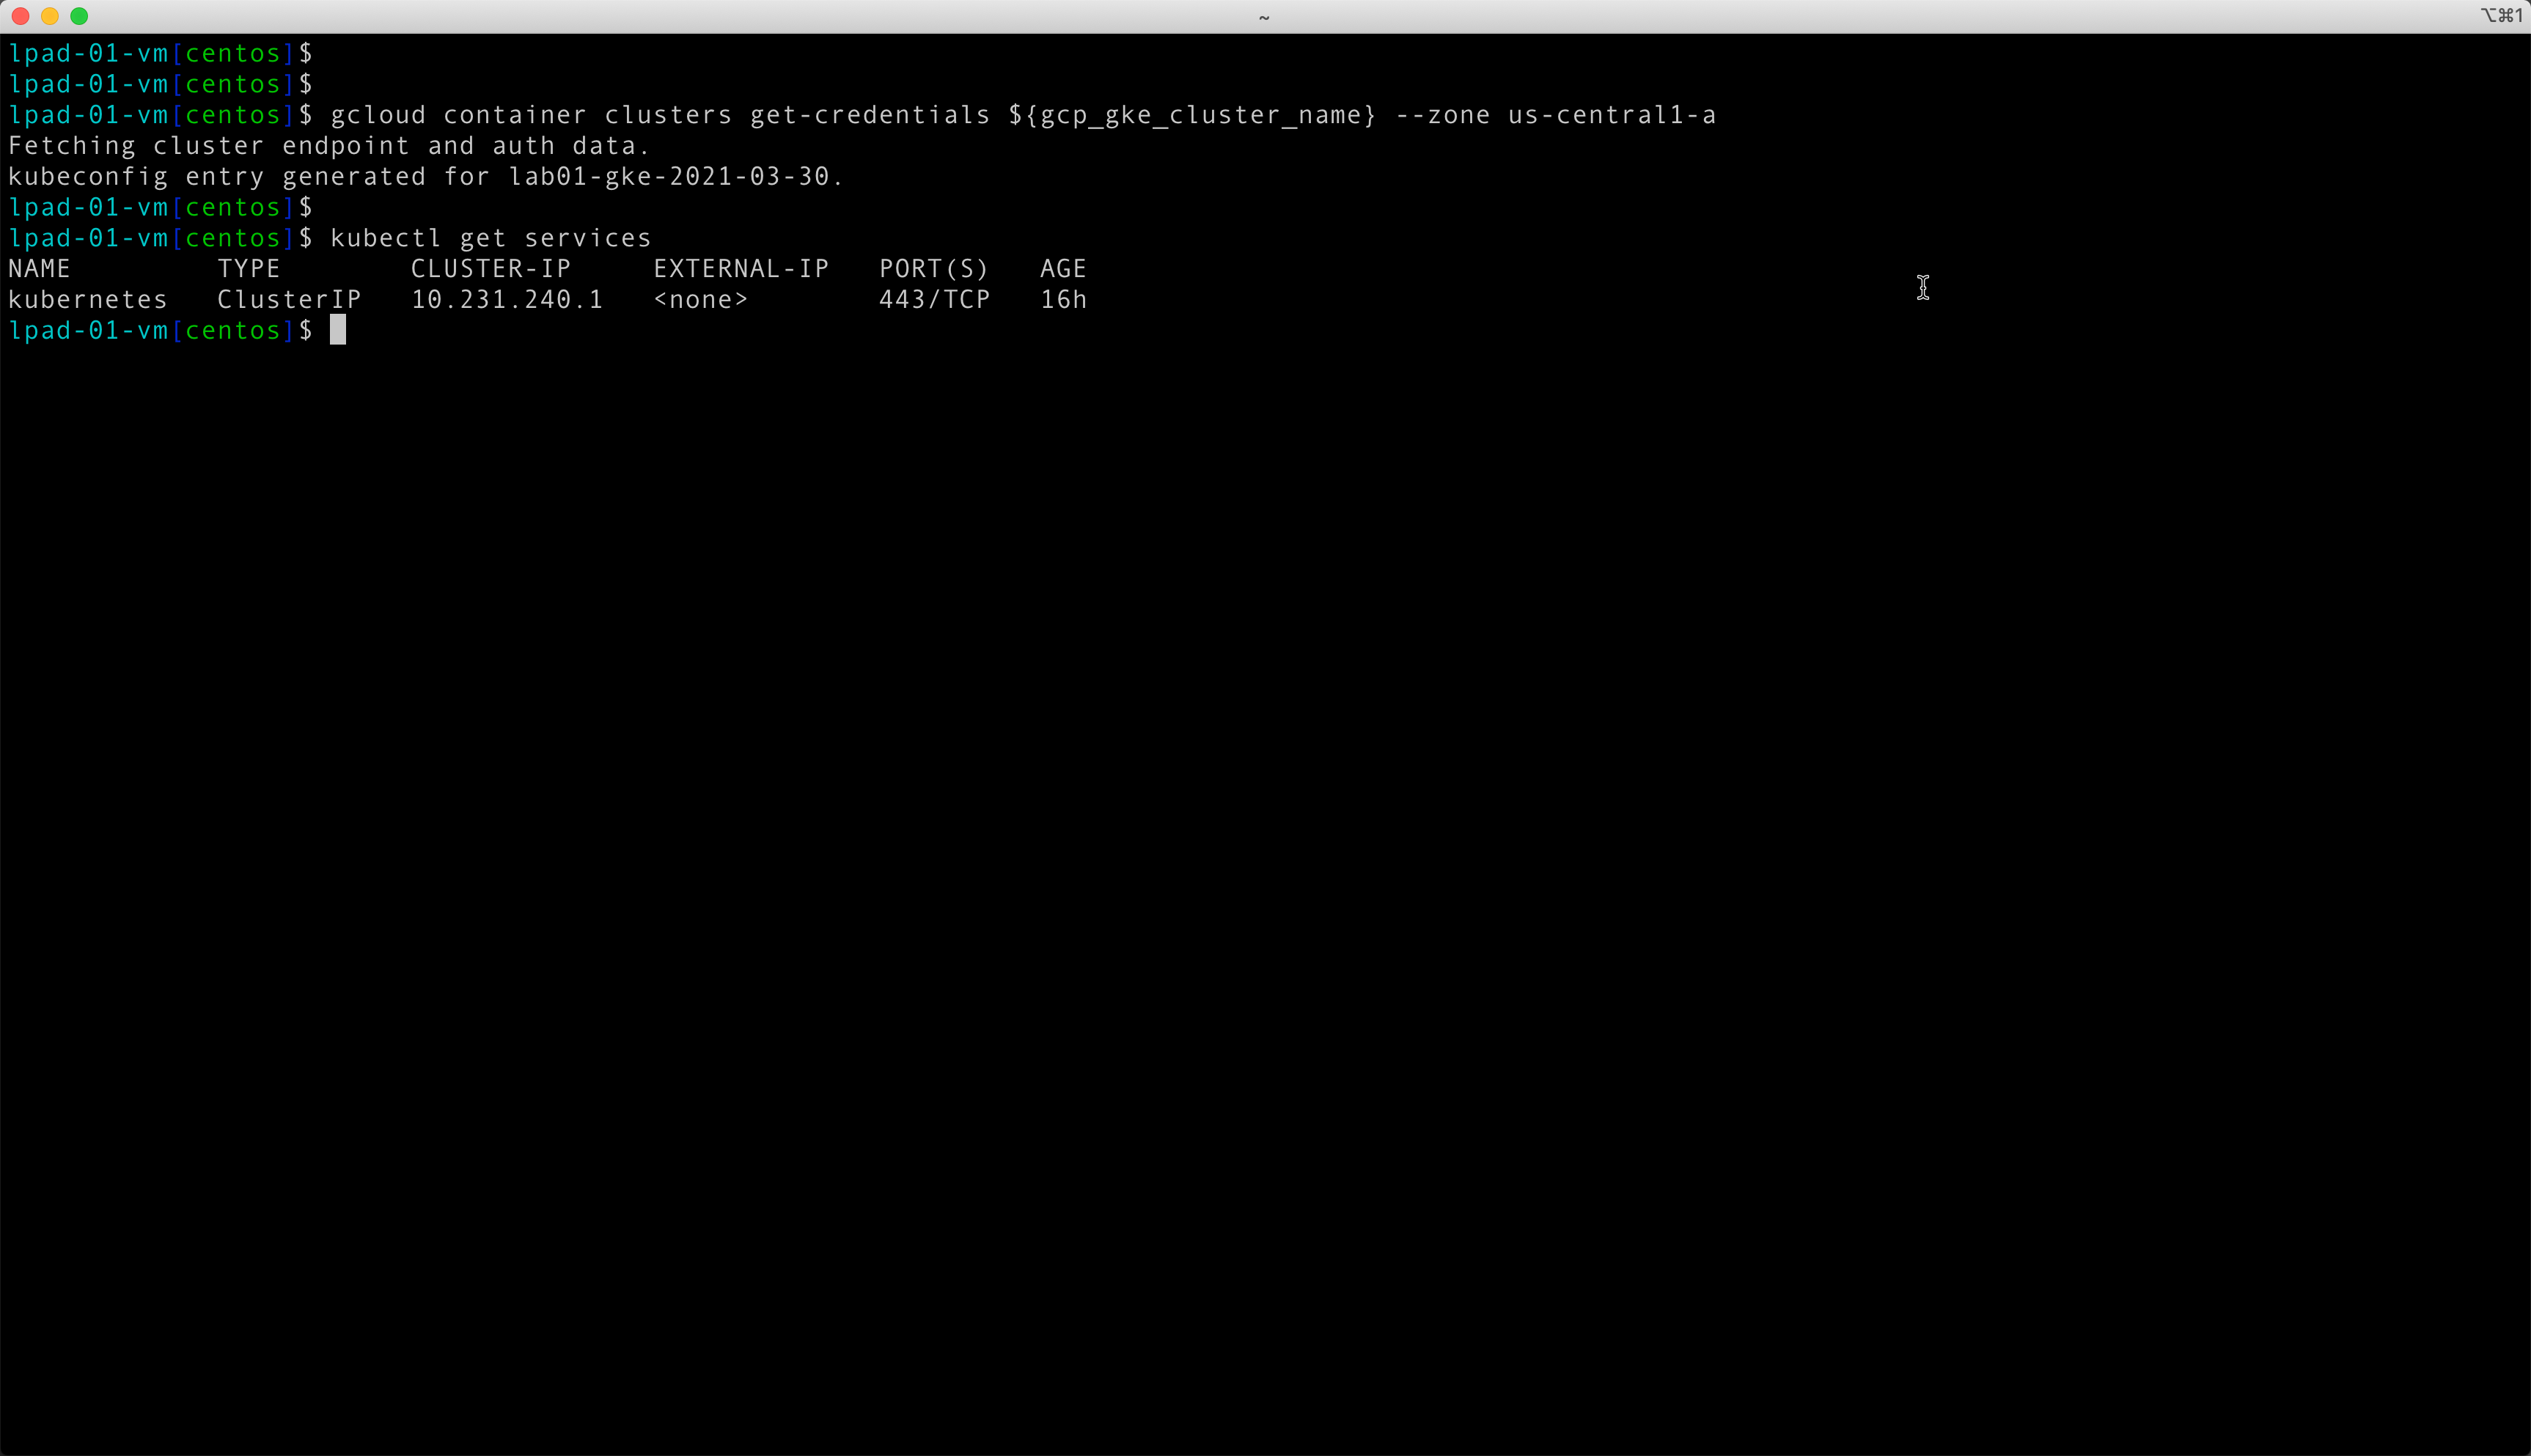 ~
⌥⌘1
lpad-01-vm[centos]$
lpad-01-vm[centos]$
lpad-01-vm[centos]$ gcloud container clusters get-credentials ${gcp_gke_cluster_name} --zone us-central1-a
Fetching cluster endpoint and auth data.
kubeconfig entry generated for lab01-gke-2021-03-30.
lpad-01-vm[centos]$
lpad-01-vm[centos]$ kubectl get services
NAME         TYPE        CLUSTER-IP     EXTERNAL-IP   PORT(S)   AGE
kubernetes   ClusterIP   10.231.240.1   <none>        443/TCP   16h
lpad-01-vm[centos]$